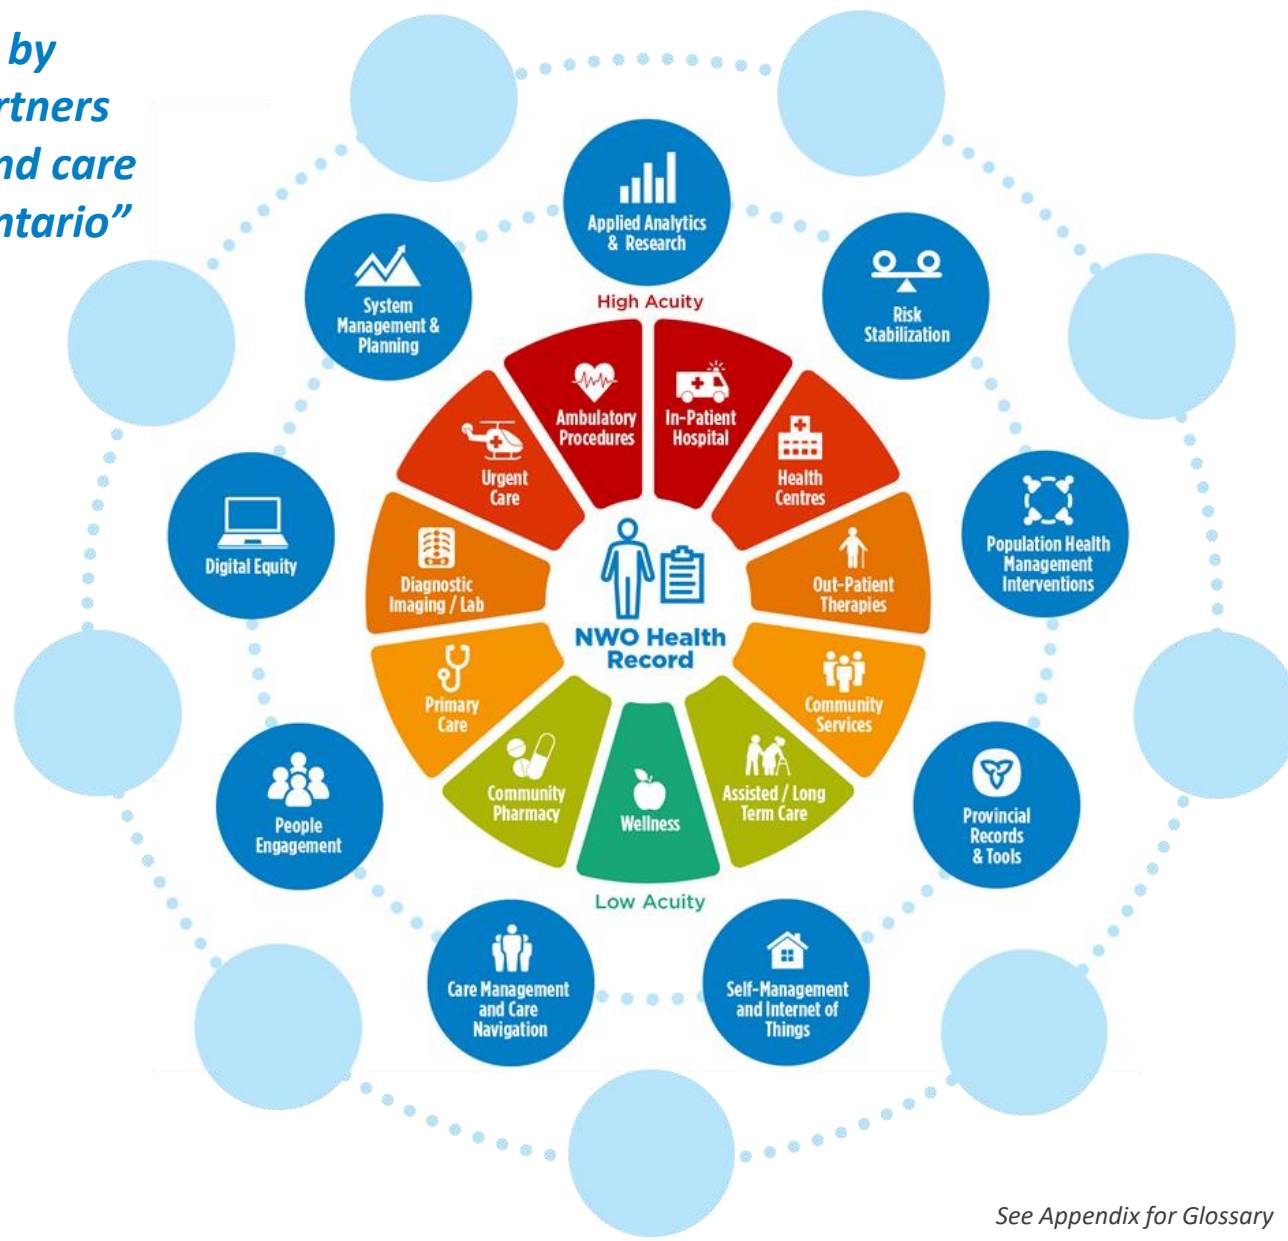 by
rtners
nd care
ntario”
Applied Analytics
& Research
System
Management &
Planning
Risk
Stabilization
High Acuity
Ambulatory
Procedures
In-Patient
Hospital
Urgent
Care
Health
Centres
Digital Equity
Population Health
Management
Interventions
Diagnostic
Imaging / Lab
Out-Patient
Therapies
NWO Health
Record
Primary
Care
Community
Services
Community
Pharmacy
Wellness
Assisted / Long
Term Care
People
Engagement
Provincial
Records
& Tools
Low Acuity
Care Management
and Care
Navigation
Self-Management
and Internet of
Things
See Appendix for Glossary